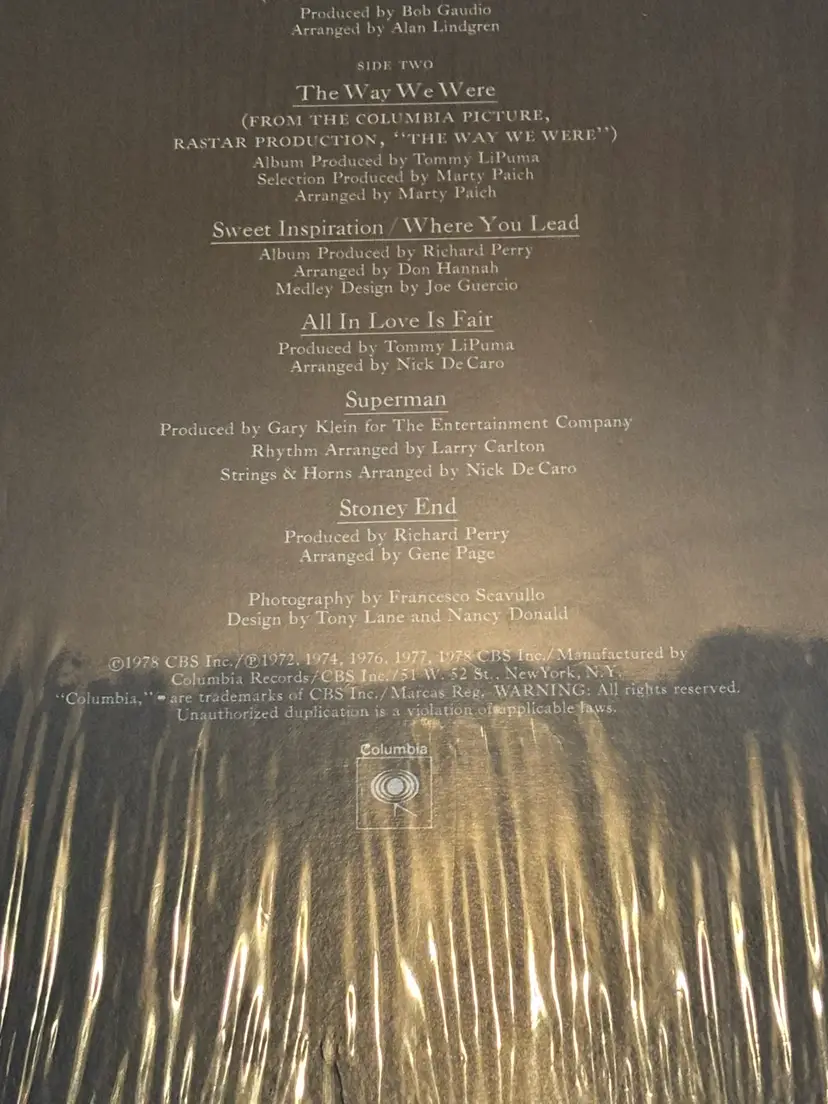 Produced by Bob Gaudio
Arranged by Alan Lindgren
SIDE TWO
The Way We Were
(FROM THE COLUMBIA PICTURE,
RASTAR PRODUCTION, "THE WAY WE WERE")
Album Produced by Tommy LiPuma
Selection Produced by Marty Paich
Arranged by Marty Paich
Sweet Inspiration/Where You Lead
Album Produced by Richard Perry
Arranged by Don Hannah
Medley Design by Joe Guercio
All In Love Is Fair
Produced by Tommy LiPuma
Arranged by Nick DeCaro
Superman
Produced by Gary Klein for The Entertainment Company
Rhythm Arranged by Larry Carlton
Strings & Horns Arranged by Nick DeCaro
Stoney End
Produced by Richard Perry
Arranged by Gene Page
Photography by Francesco Scavullo
Design by Tony Lane and Nancy Donald
©1978 CBS Inc./℗1972, 1974, 1976, 1977, 1978 CBS Inc./Manufactured by
Columbia Records/CBS Inc./51 W. 52 St., New York, N.Y.
"Columbia," are trademarks of CBS Inc./Marcas Reg. WARNING: All rights reserved.
Unauthorized duplication is a violation of applicable laws.
Columbia